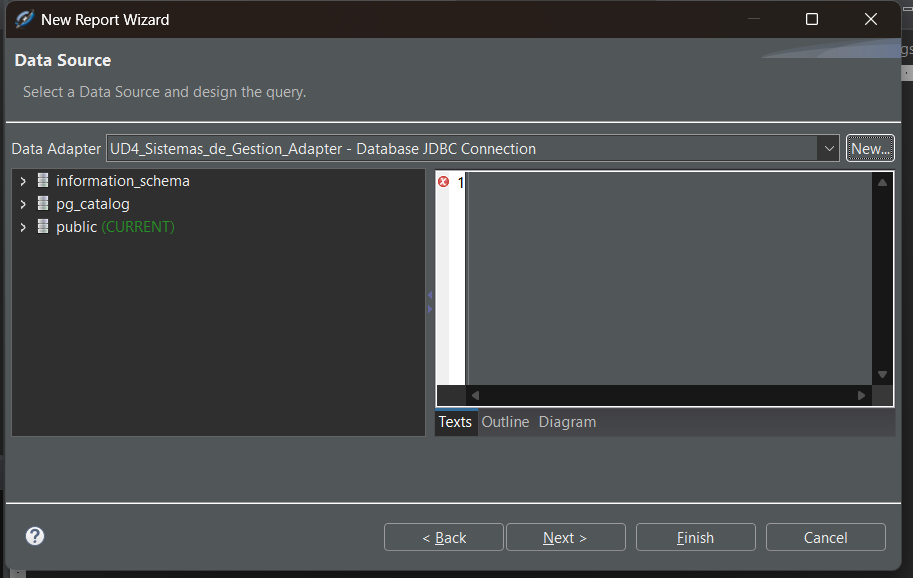 New Report Wizard
Data Source
Select a Data Source and design the query.
Data Adapter UD4_Sistemas_de_Gestion_Adapter - Database JDBC Connection New...
information_schema
pg_catalog
public (CURRENT)
1
Texts Outline Diagram
< Back Next > Finish Cancel